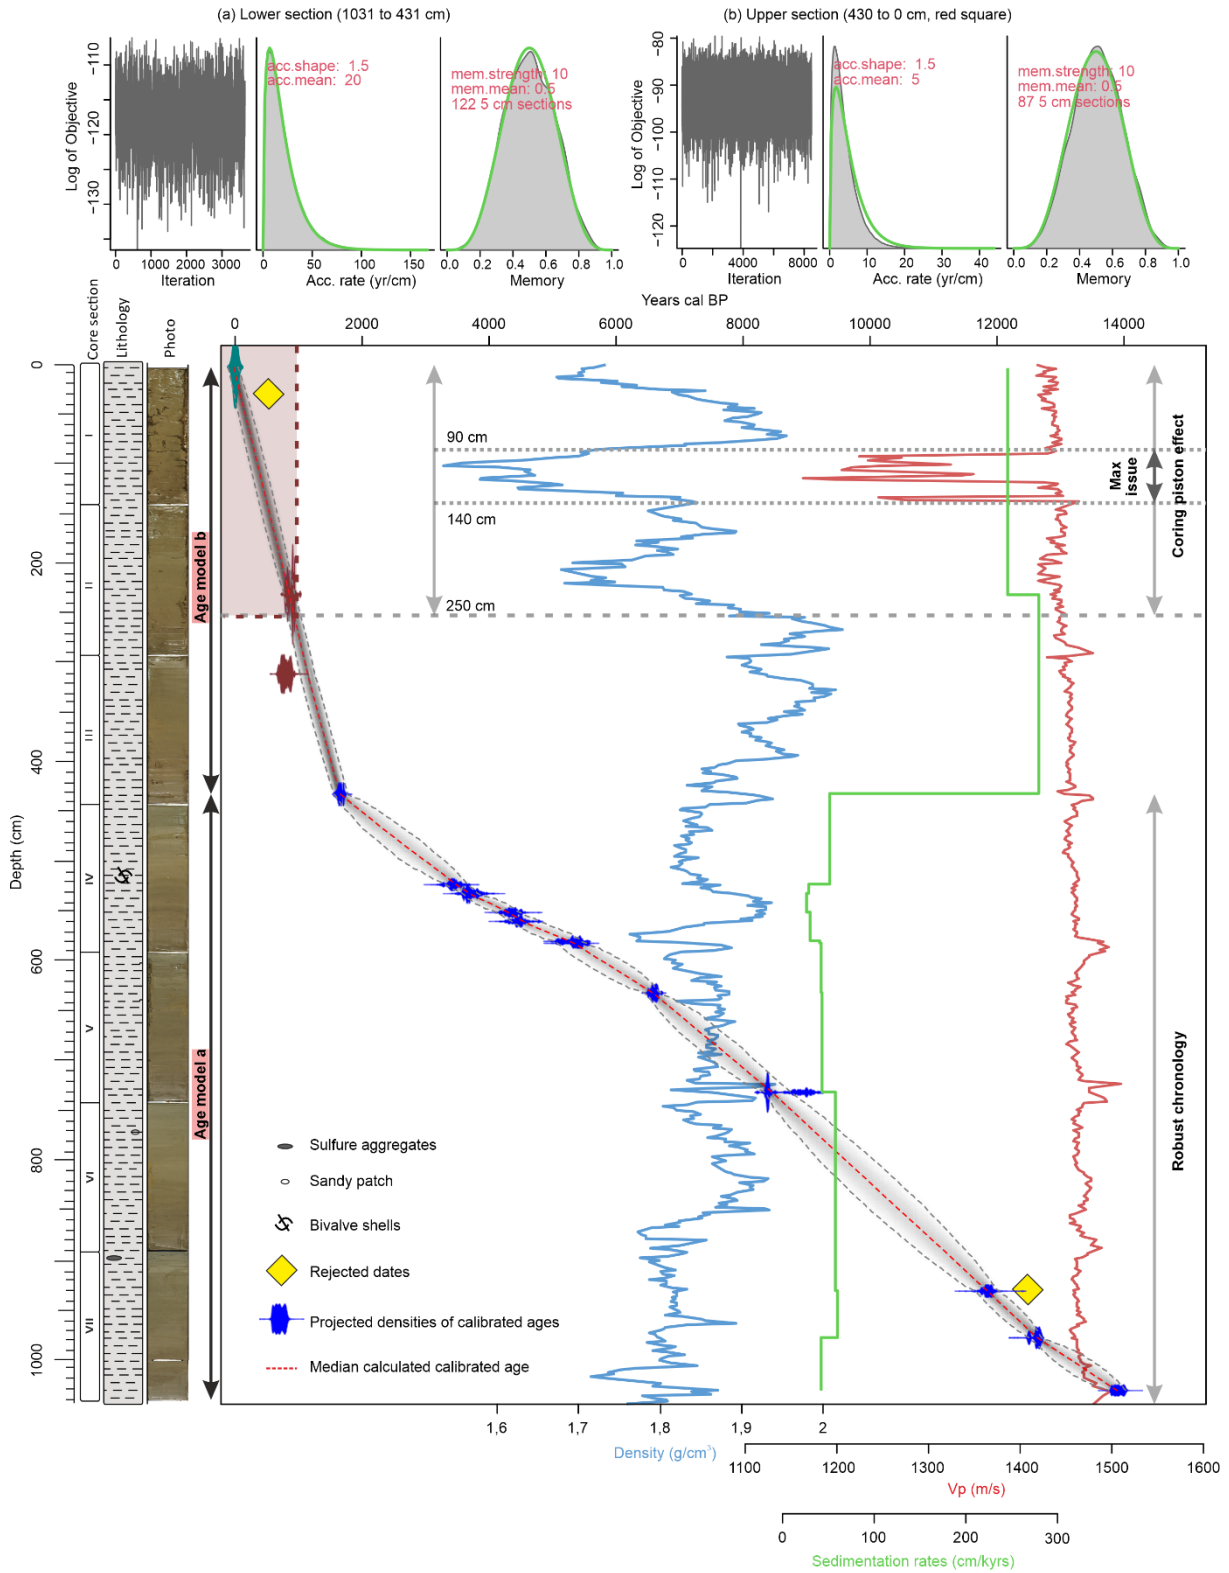 (a) Lower section (1031 to 431 cm)
(b) Upper section (430 to 0 cm, red square)
Log of Objective
−110
−120
−130
0 1000 3000
Iteration
acc.shape: 1.5
acc.mean: 20
0 50 150
Acc. rate (yr/cm)
mem.strength: 10
mem.mean: 0.5
122 5 cm sections
0.0 0.2 0.4 0.6 0.8 1.0
Memory
Log of Objective
−80
−90
−100
−110
−120
0 4000 8000
Iteration
acc.shape: 1.5
acc.mean: 5
0 10 20 30 40
Acc. rate (yr/cm)
mem.strength: 10
mem.mean: 0.5
87 5 cm sections
0.0 0.2 0.4 0.6 0.8 1.0
Memory
Years cal BP
0 2000 4000 6000 8000 10000 12000 14000
Core section
Lithology
Photo
Depth (cm)
0
200
400
600
800
1000
I
II
III
IV
V
VI
VII
Age model b
Age model a
90 cm
140 cm
250 cm
Max
issue
Coring piston effect
Robust chronology
Sulfure aggregates
Sandy patch
Bivalve shells
Rejected dates
Projected densities of calibrated ages
Median calculated calibrated age
1,6 1,7 1,8 1,9 2
Density (g/cm³)
1100 1200 1300 1400 1500 1600
Vp (m/s)
0 100 200 300
Sedimentation rates (cm/kyrs)